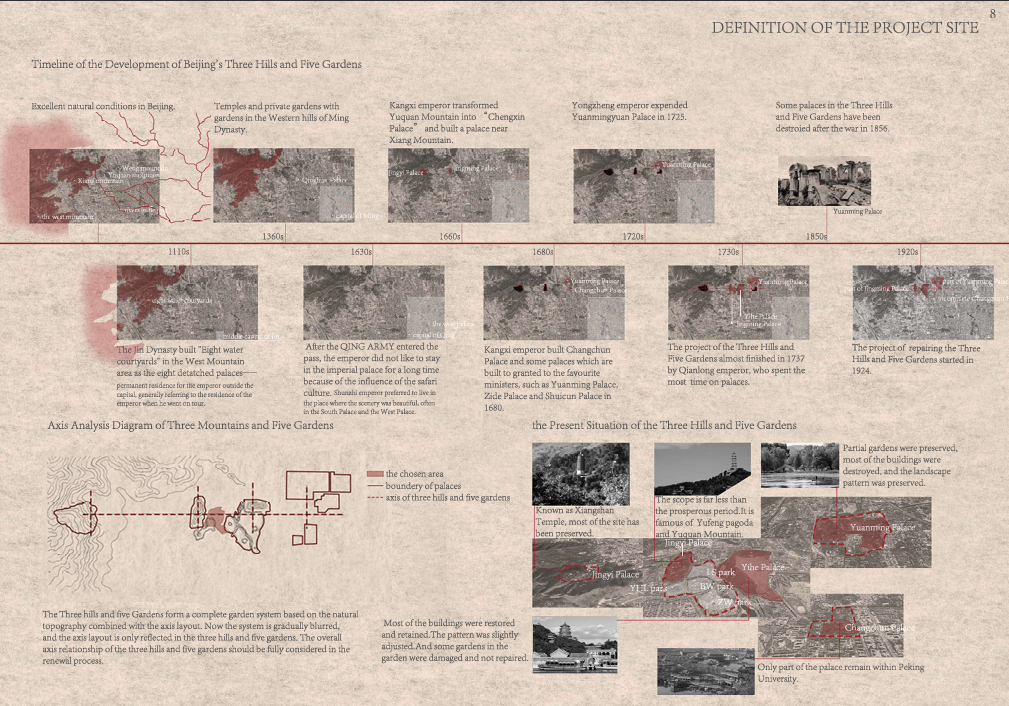 8
DEFINITION OF THE PROJECT SITE
Timeline of the Development of Beijing's Three Hills and Five Gardens
Excellent natural conditions in Beijing.
Temples and private gardens with
gardens in the Western hills of Ming
Dynasty.
Kangxi emperor transformed
Yuquan Mountain into “Chengxin
Palace” and built a palace near
Xiang Mountain.
Yongzheng emperor expended
Yuanmingyuan Palace in 1725.
Some palaces in the Three Hills
and Five Gardens have been
destroied after the war in 1856.
Weng mountain
Yuquan mountain
Xiang mountain
the west mountain
Qinghua Palace
Jingyi Palace
Jingming Palace
Yuanming Palace
Yuanming Palace
1360s
1660s
1720s
1850s
1110s
1630s
1680s
1730s
1920s
eight water courtyards
Yuanming Palace
Changchun Palace
Yuanming Palace
Yihe Palace
Jingming Palace
part of Jingming Palace
part of Yuanming Palace
The Jin Dynasty built "Eight water
courtyards" in the West Mountain
area as the eight detatched palaces——
permanent residence for the emperor outside the
capital, generally referring to the residence of the
emperor when he went on tour.
After the QING ARMY entered the
pass, the emperor did not like to stay
in the imperial palace for a long time
because of the influence of the safari
culture. Shunzhi emperor preferred to live in
the place where the scenery was beautiful, often
in the South Palace and the West Palace.
Kangxi emperor built Changchun
Palace and some palaces which are
built to granted to the favourite
ministers, such as Yuanming Palace,
Zide Palace and Shuicun Palace in
1680.
The project of the Three Hills and
Five Gardens almost finished in 1737
by Qianlong emperor, who spent the
most time on palaces.
The project of repairing the Three
Hills and Five Gardens started in
1924.
Axis Analysis Diagram of Three Mountains and Five Gardens
the chosen area
boundery of palaces
axis of three hills and five gardens
The Three hills and five Gardens form a complete garden system based on the natural
topography combined with the axis layout. Now the system is gradually blurred,
and the axis layout is only reflected in the three hills and five gardens. The overall
axis relationship of the three hills and five gardens should be fully considered in the
renewal process.
the Present Situation of the Three Hills and Five Gardens
Partial gardens were preserved,
most of the buildings were
destroyed, and the landscape
pattern was preserved.
Known as Xiangshan
Temple, most of the site has
been preserved.
The scope is far less than
the prosperous period.It is
famous of Yufeng pagoda
and Yuquan Mountain.
Yuanming Palace
Jingyi Palace
Jingyi Palace
Yihe Palace
BW park
Changchun Palace
Most of the buildings were restored
and retained.The pattern was slightly
adjusted.And some gardens in the
garden were damaged and not repaired.
Only part of the palace remain within Peking
University.